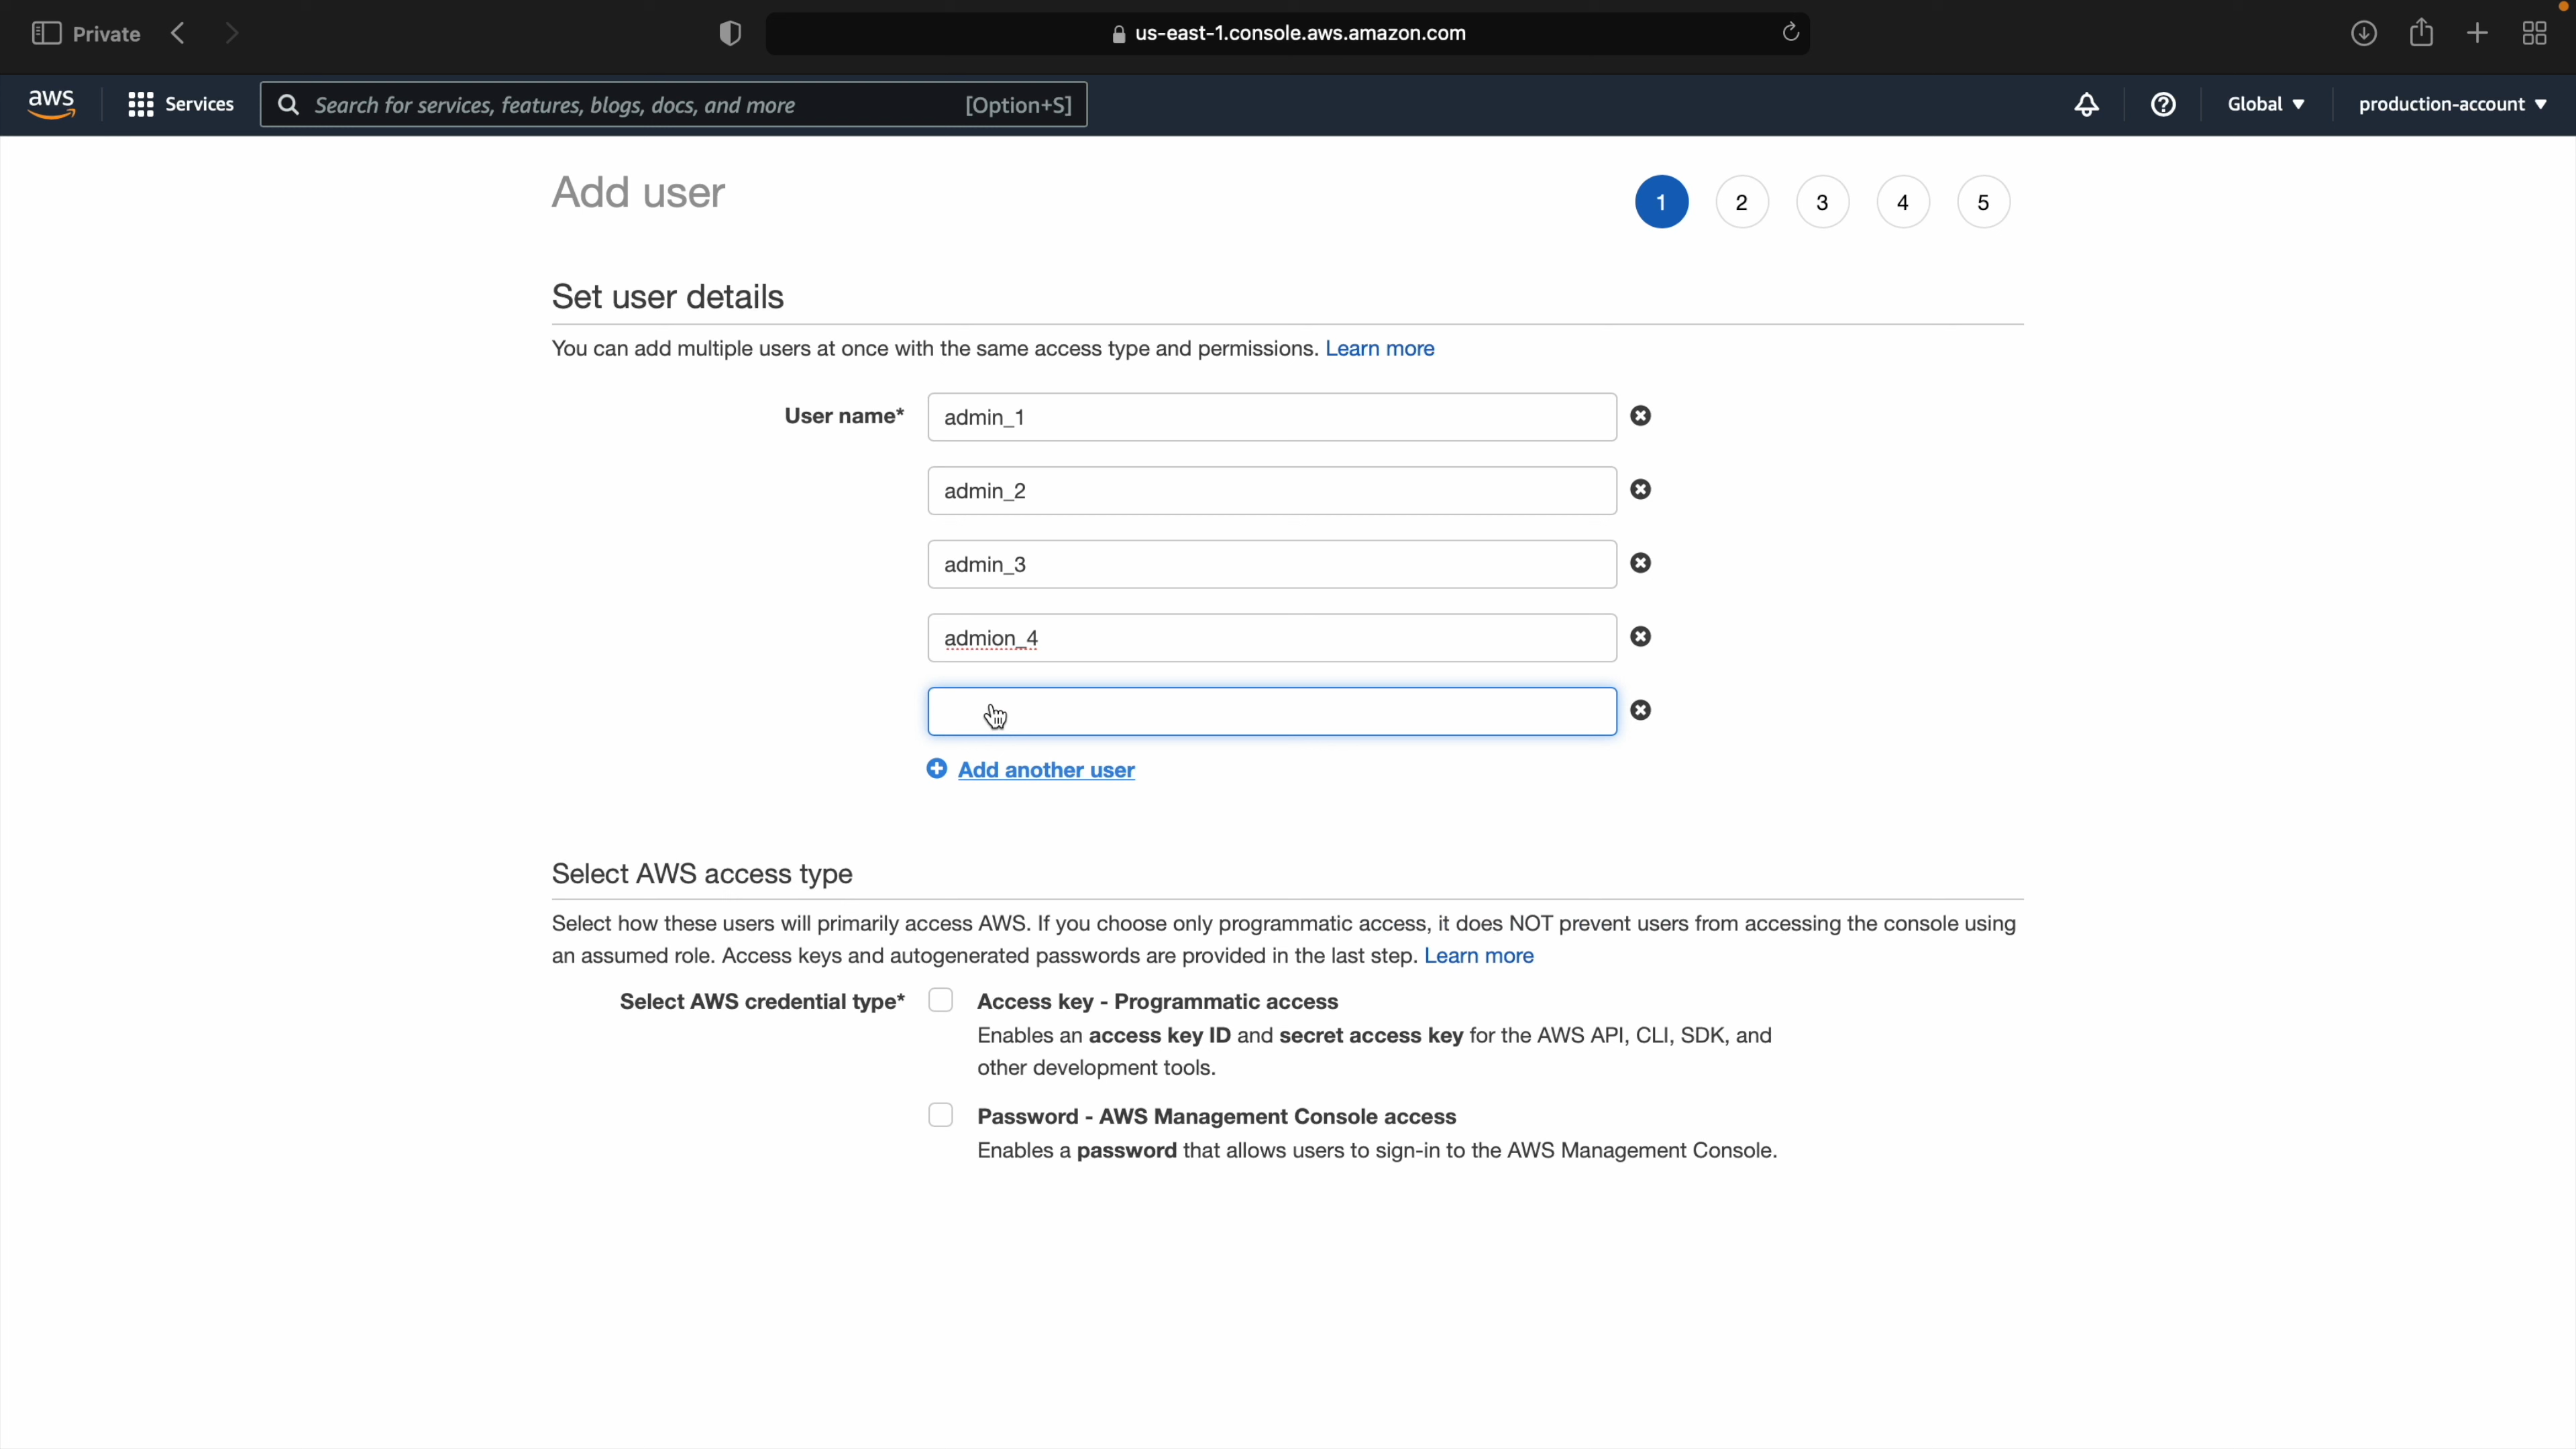 Private
us-east-1.console.aws.amazon.com
aws
Services
Search for services, features, blogs, docs, and more
[Option+S]
Global
production-account
Add user
1
2
3
4
5
Set user details
You can add multiple users at once with the same access type and permissions. Learn more
User name*
admin_1
admin_2
admin_3
admion_4
Add another user
Select AWS access type
Select how these users will primarily access AWS. If you choose only programmatic access, it does NOT prevent users from accessing the console using
an assumed role. Access keys and autogenerated passwords are provided in the last step. Learn more
Select AWS credential type*
Access key - Programmatic access
Enables an access key ID and secret access key for the AWS API, CLI, SDK, and
other development tools.
Password - AWS Management Console access
Enables a password that allows users to sign-in to the AWS Management Console.